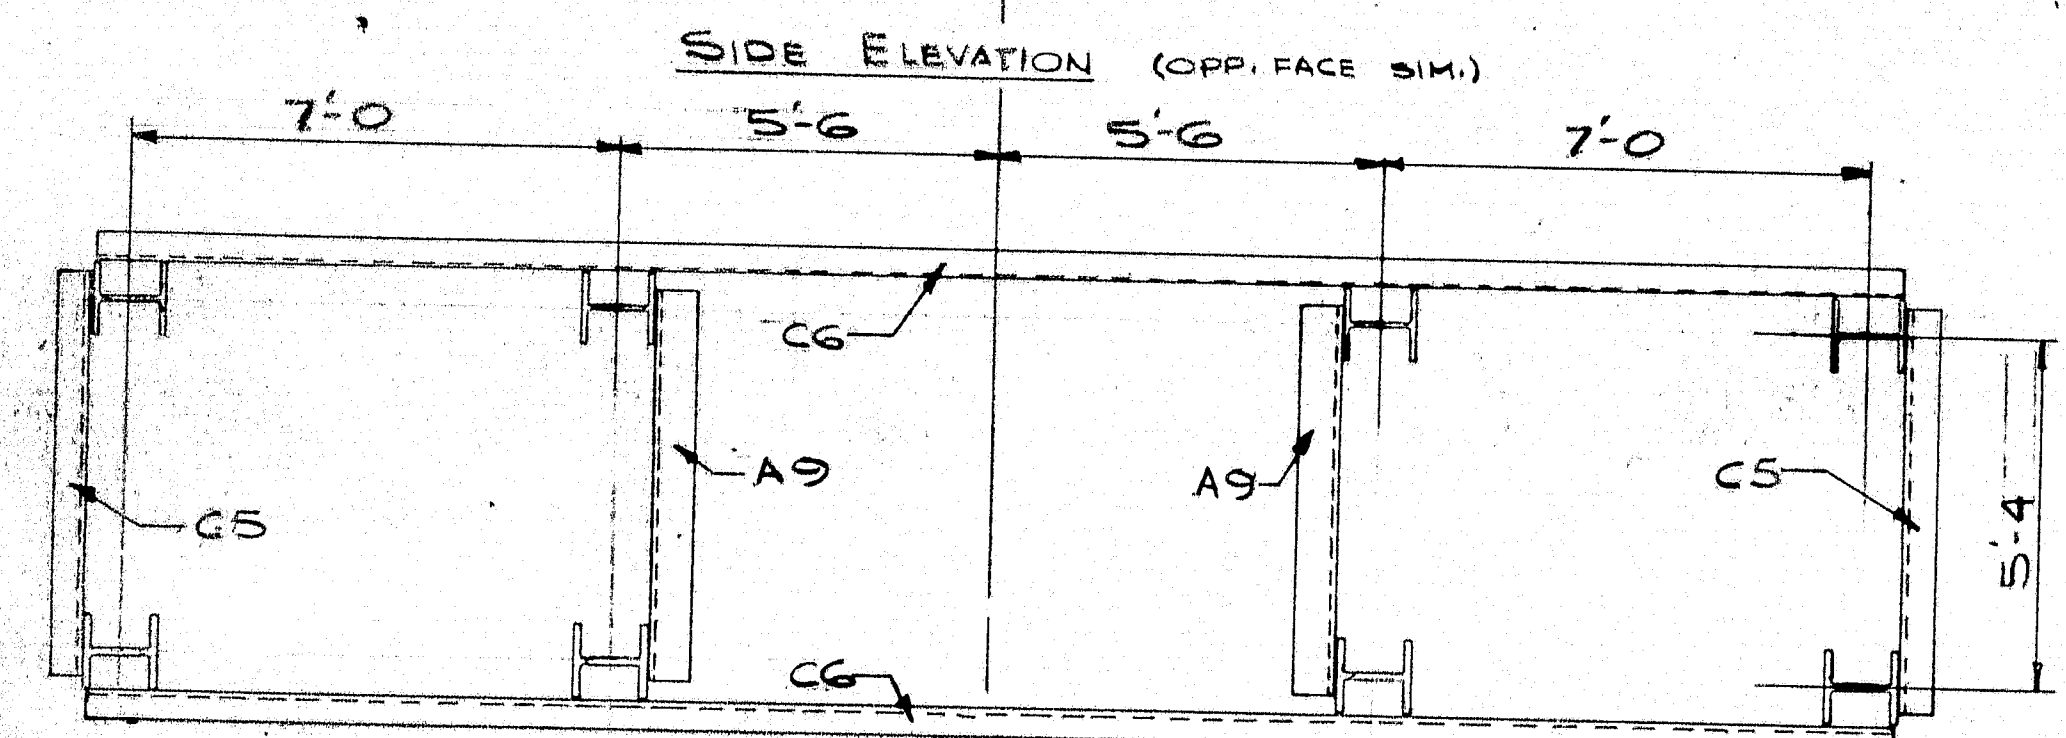 SIDE ELEVATION (OPP. FACE SIM.)
7'-0 5'-6 5'-6 7'-0
C6
A9 A9 C5
C5
5'-4
C6